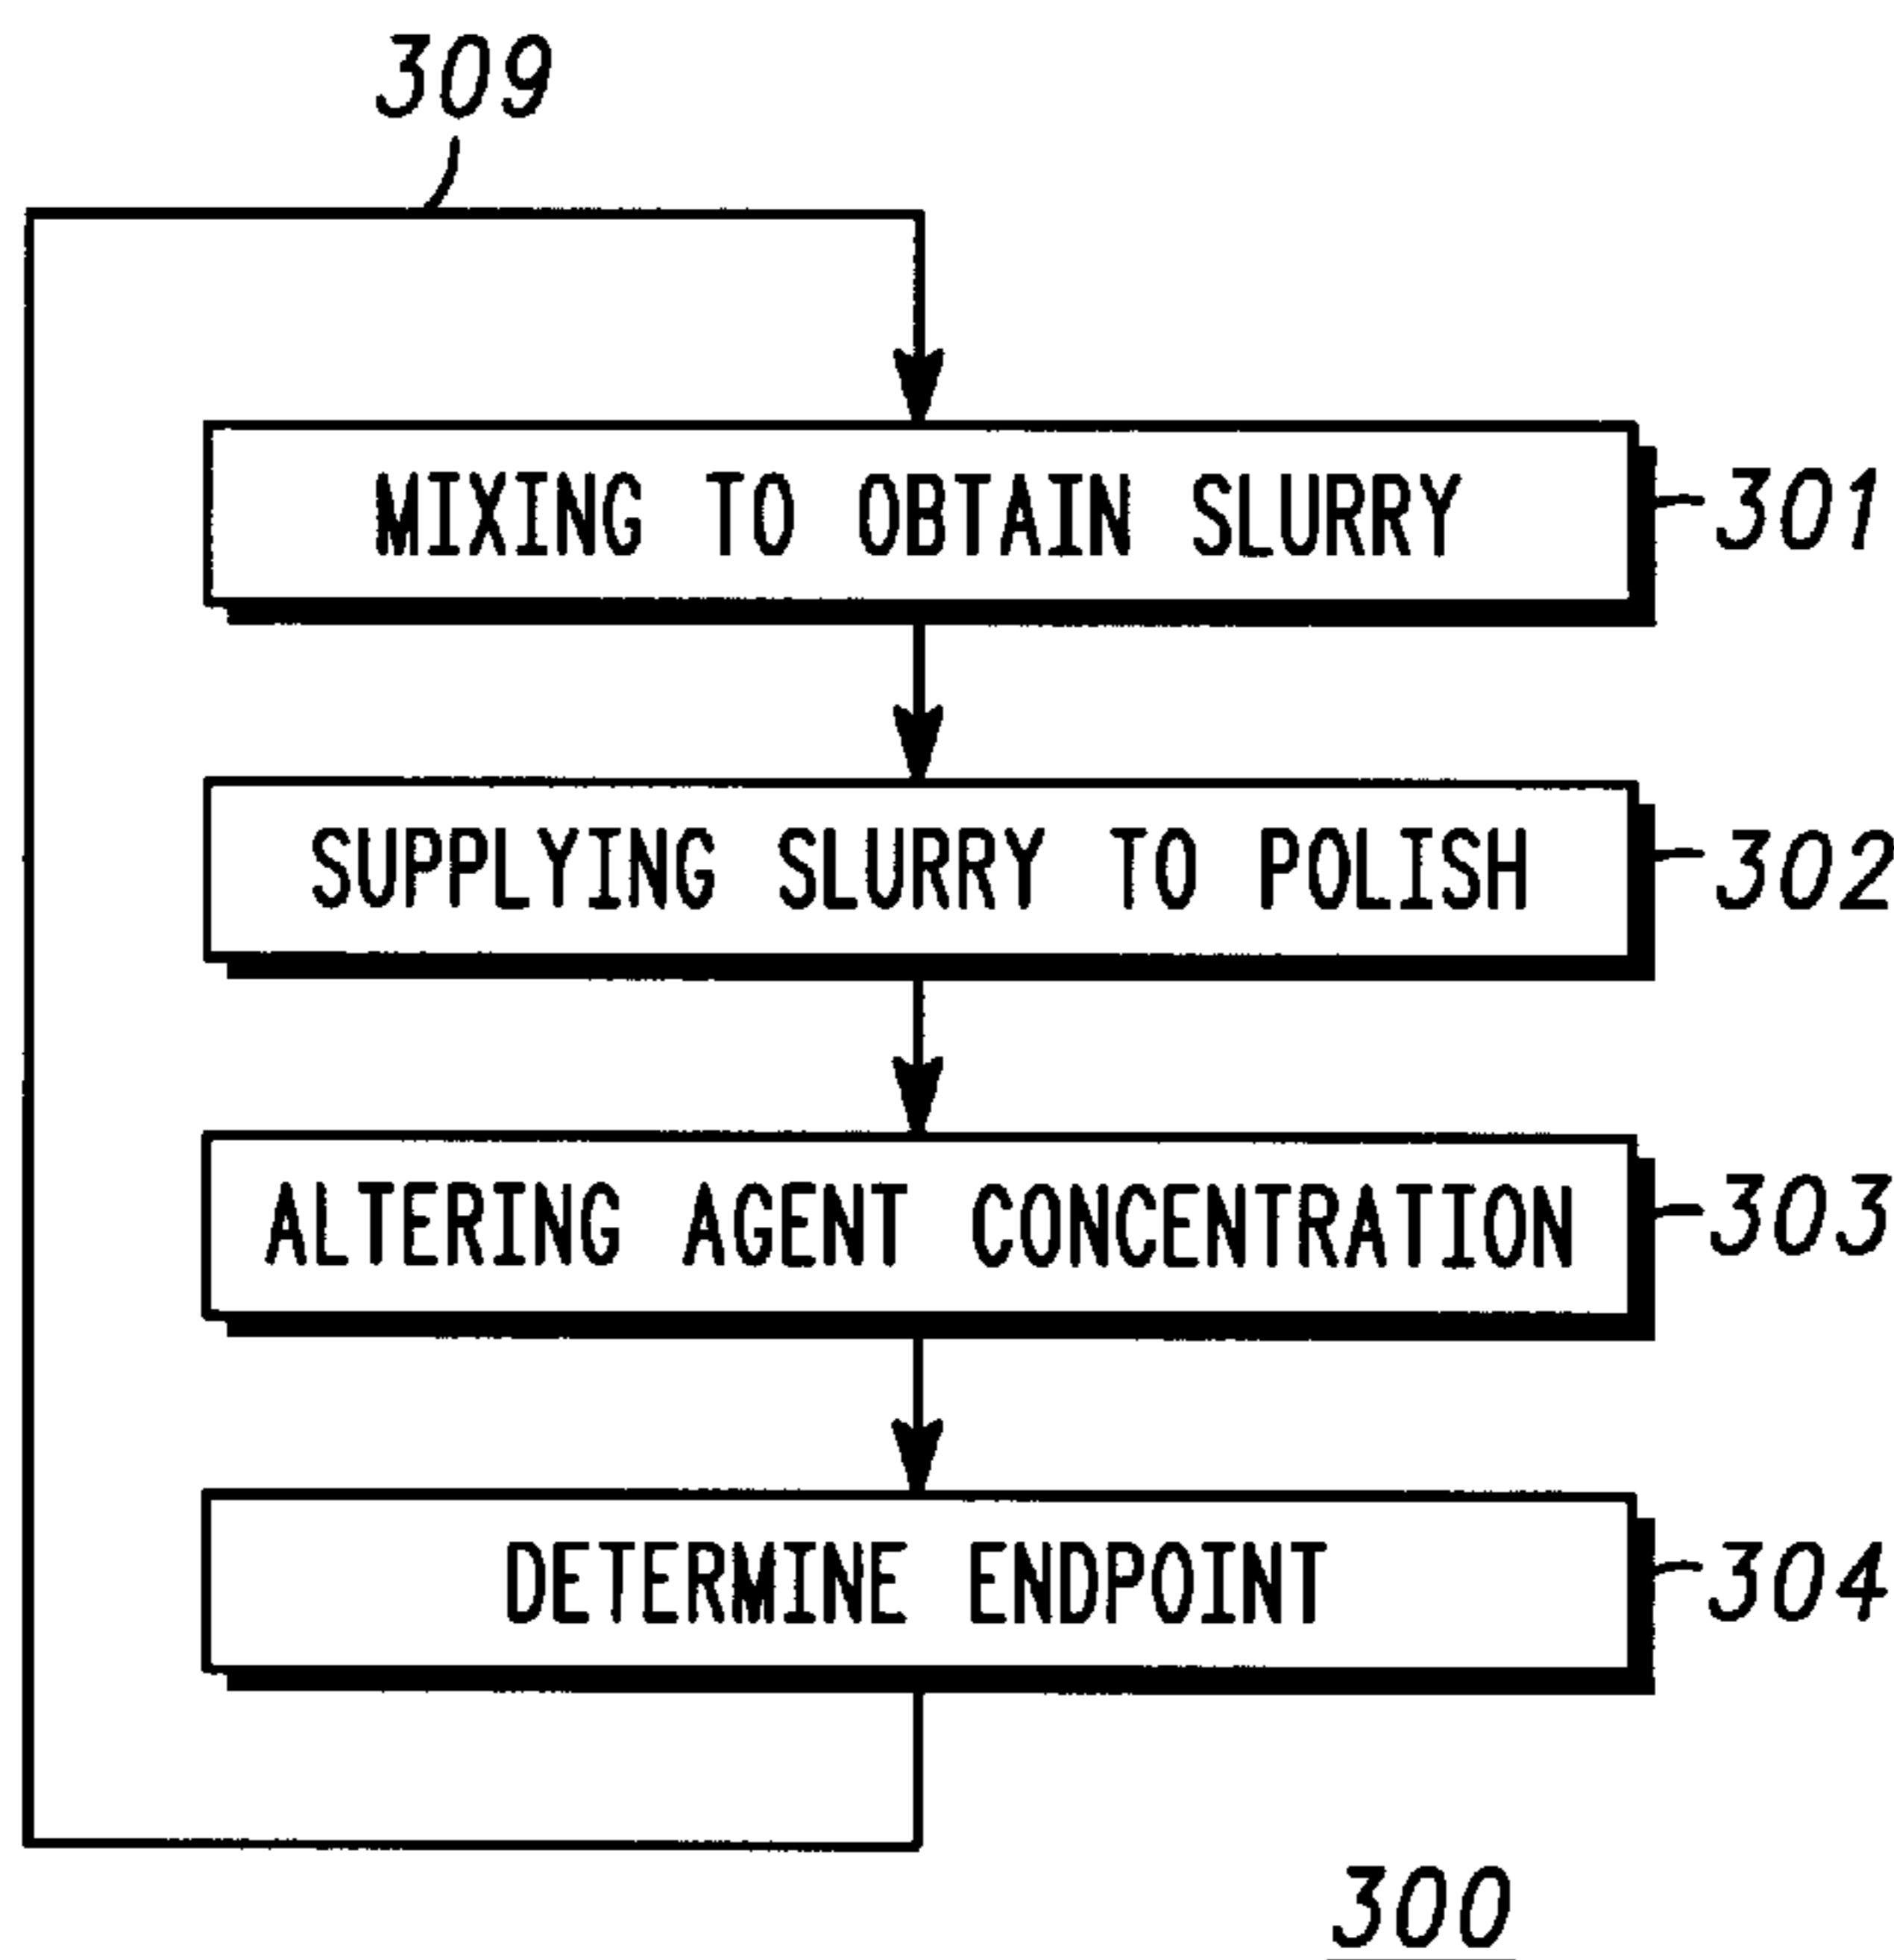 309
MIXING TO OBTAIN SLURRY 301
SUPPLYING SLURRY TO POLISH 302
ALTERING AGENT CONCENTRATION 303
DETERMINE ENDPOINT 304
300